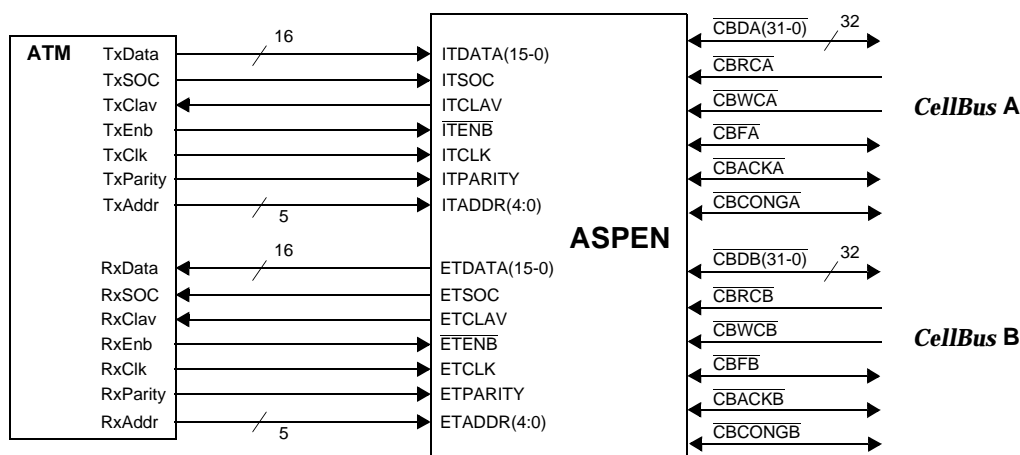 ATM
TxData 16 ITDATA(15-0)
TxSOC ITSOC
TxClav ITCLAV
TxEnb ITENB
TxClk ITCLK
TxParity ITPARITY
TxAddr 5 ITADDR(4:0)
RxData 16 ETDATA(15-0)
RxSOC ETSOC
RxClav ETCLAV
RxEnb ETENB
RxClk ETCLK
RxParity ETPARITY
RxAddr 5 ETADDR(4:0)
ASPEN
CBDA(31-0) 32
CBRCA
CBWCA
CBFA
CBACKA
CBCONGA
CellBus A
CBDB(31-0) 32
CBRCB
CBWCB
CBFB
CBACKB
CBCONGB
CellBus B